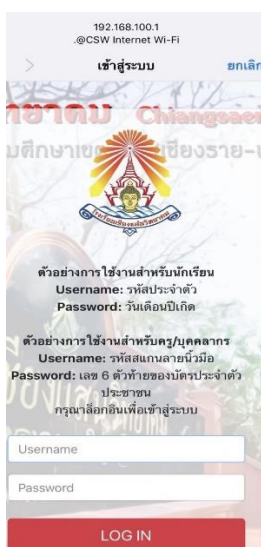 192.168.100.1
.@CSW Internet Wi-Fi
เข้าสู่ระบบ ยกเลิก
Chiangsaen
ตัวอย่างการใช้งานสำหรับนักเรียน
Username: รหัสประจำตัว
Password: วันเดือนปีเกิด
ตัวอย่างการใช้งานสำหรับครู/บุคคลากร
Username: รหัสสแกนลายนิ้วมือ
Password: เลข 6 ตัวท้ายของบัตรประจำตัว
ประชาชน
กรุณาล็อกอินเพื่อเข้าสู่ระบบ
Username
Password
LOG IN